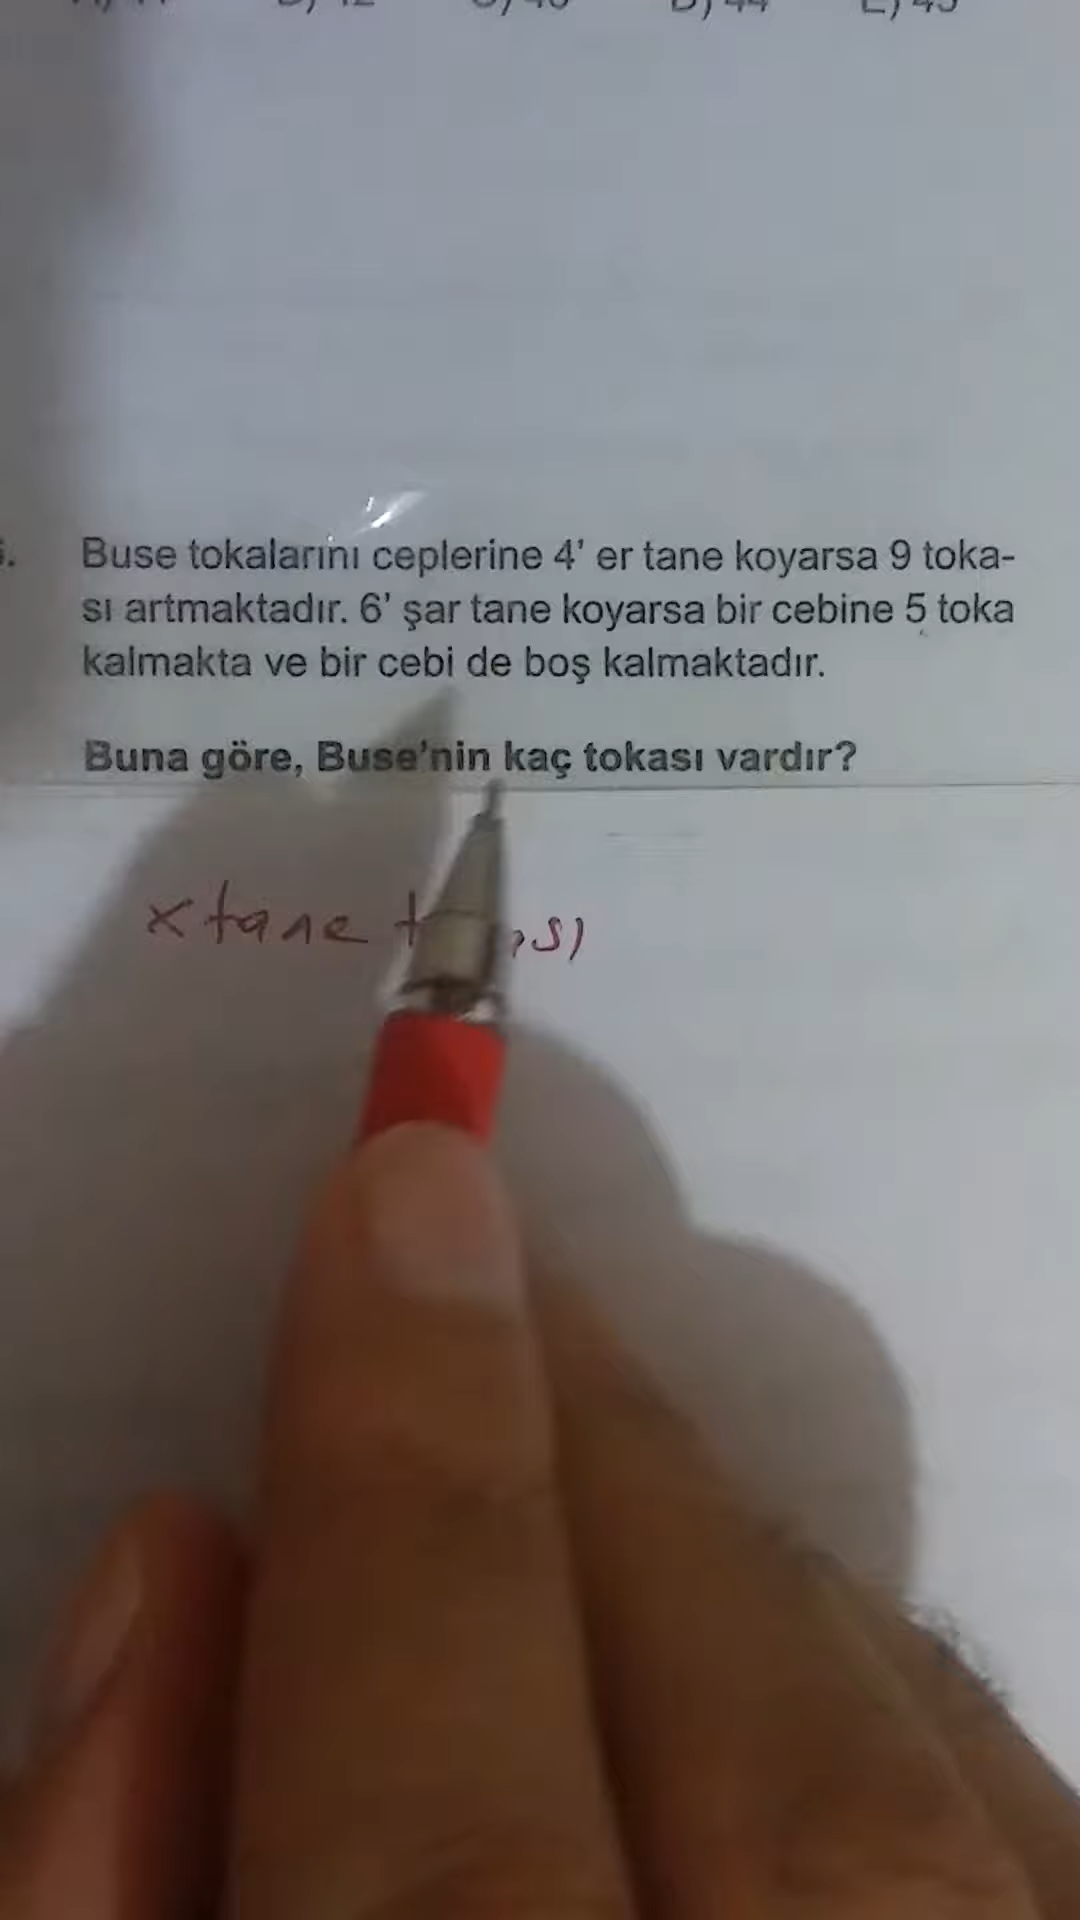 Buse tokalarını ceplerine 4' er tane koyarsa 9 toka-
sı artmaktadır. 6' şar tane koyarsa bir cebine 5 toka
kalmakta ve bir cebi de boş kalmaktadır.
Buna göre, Buse'nin kaç tokası vardır?
x tane